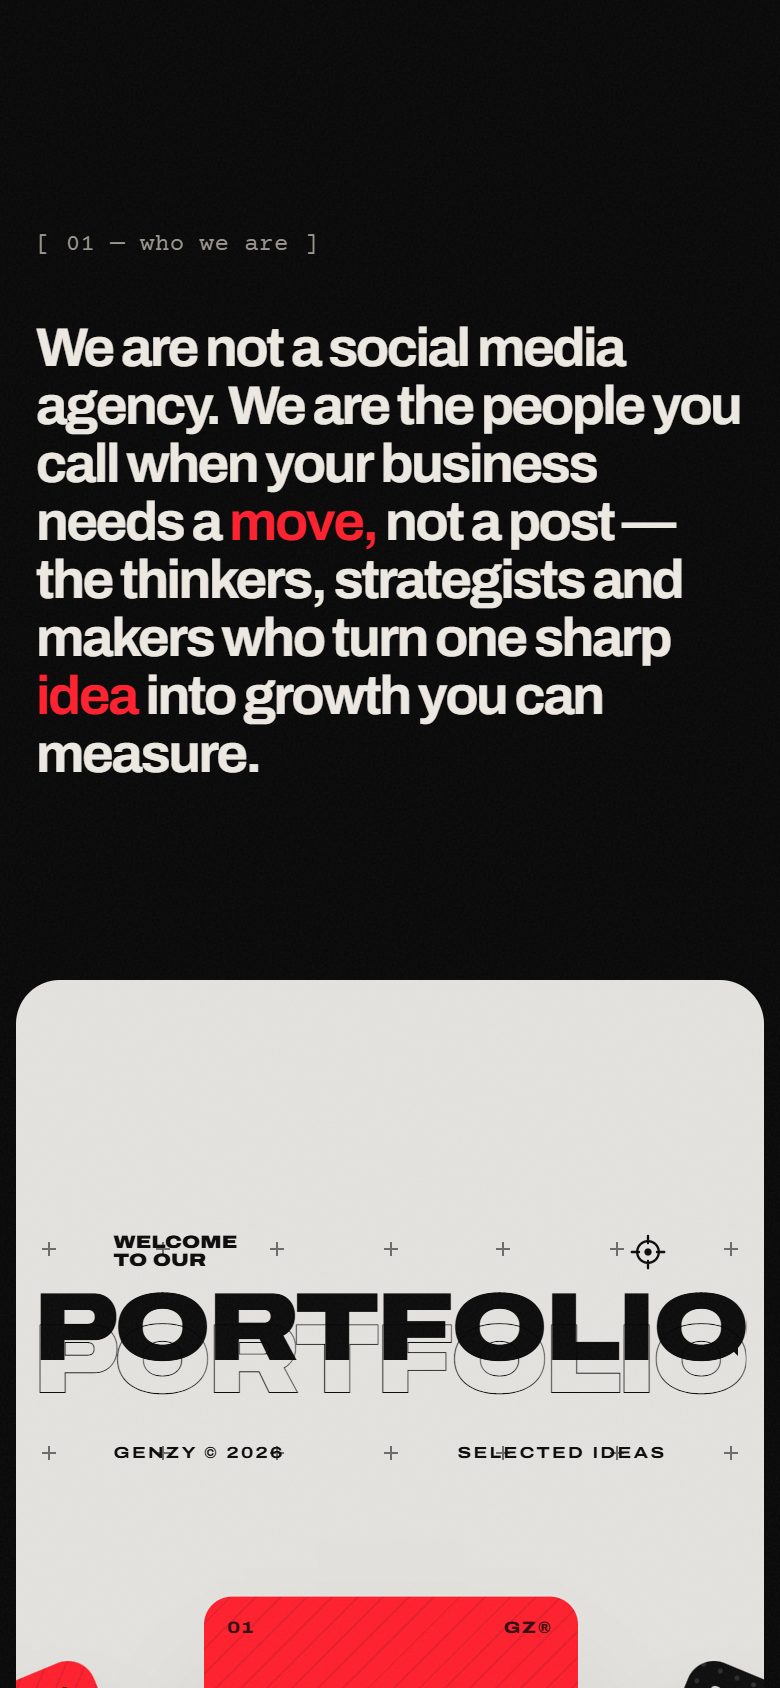 [ 01 — who we are ]
We are not a social media
agency. We are the people you
call when your business
needs a move, not a post —
the thinkers, strategists and
makers who turn one sharp
idea into growth you can
measure.
WELCOME
TO OUR
PORTFOLIO
PORTFOLIO
GENZY © 2026
SELECTED IDEAS
01
GZ®